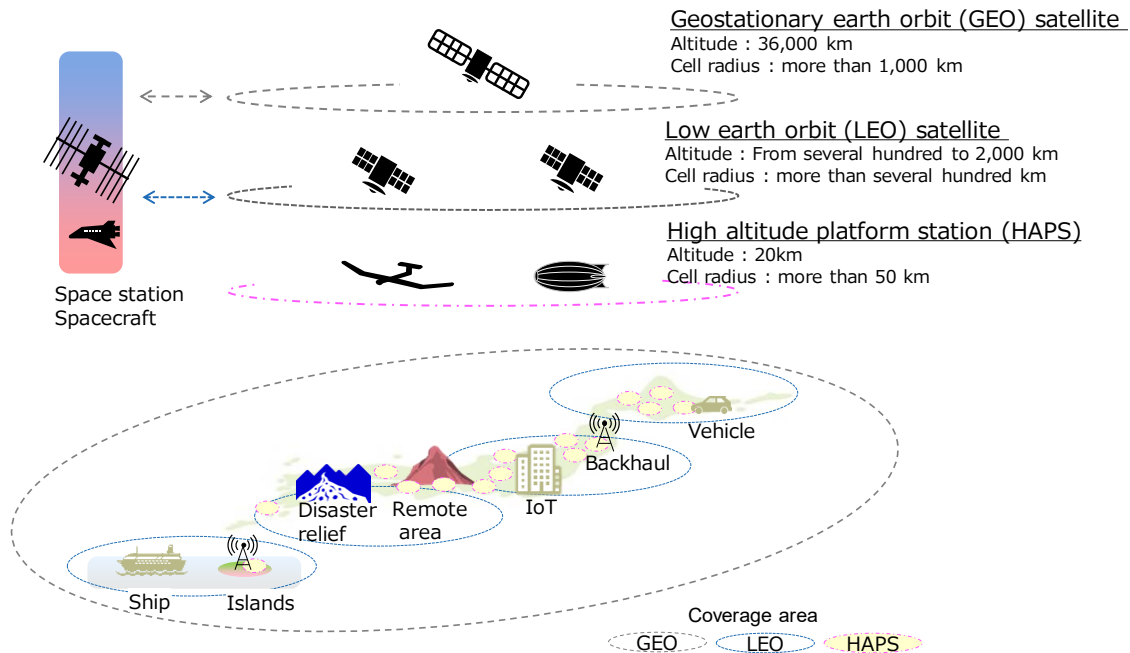 Geostationary earth orbit (GEO) satellite
Altitude : 36,000 km
Cell radius : more than 1,000 km
Low earth orbit (LEO) satellite
Altitude : From several hundred to 2,000 km
Cell radius : more than several hundred km
High altitude platform station (HAPS)
Altitude : 20km
Cell radius : more than 50 km
Space station
Spacecraft
Vehicle
Backhaul
IoT
Disaster
relief
Remote
area
Ship
Islands
Coverage area
GEO
LEO
HAPS